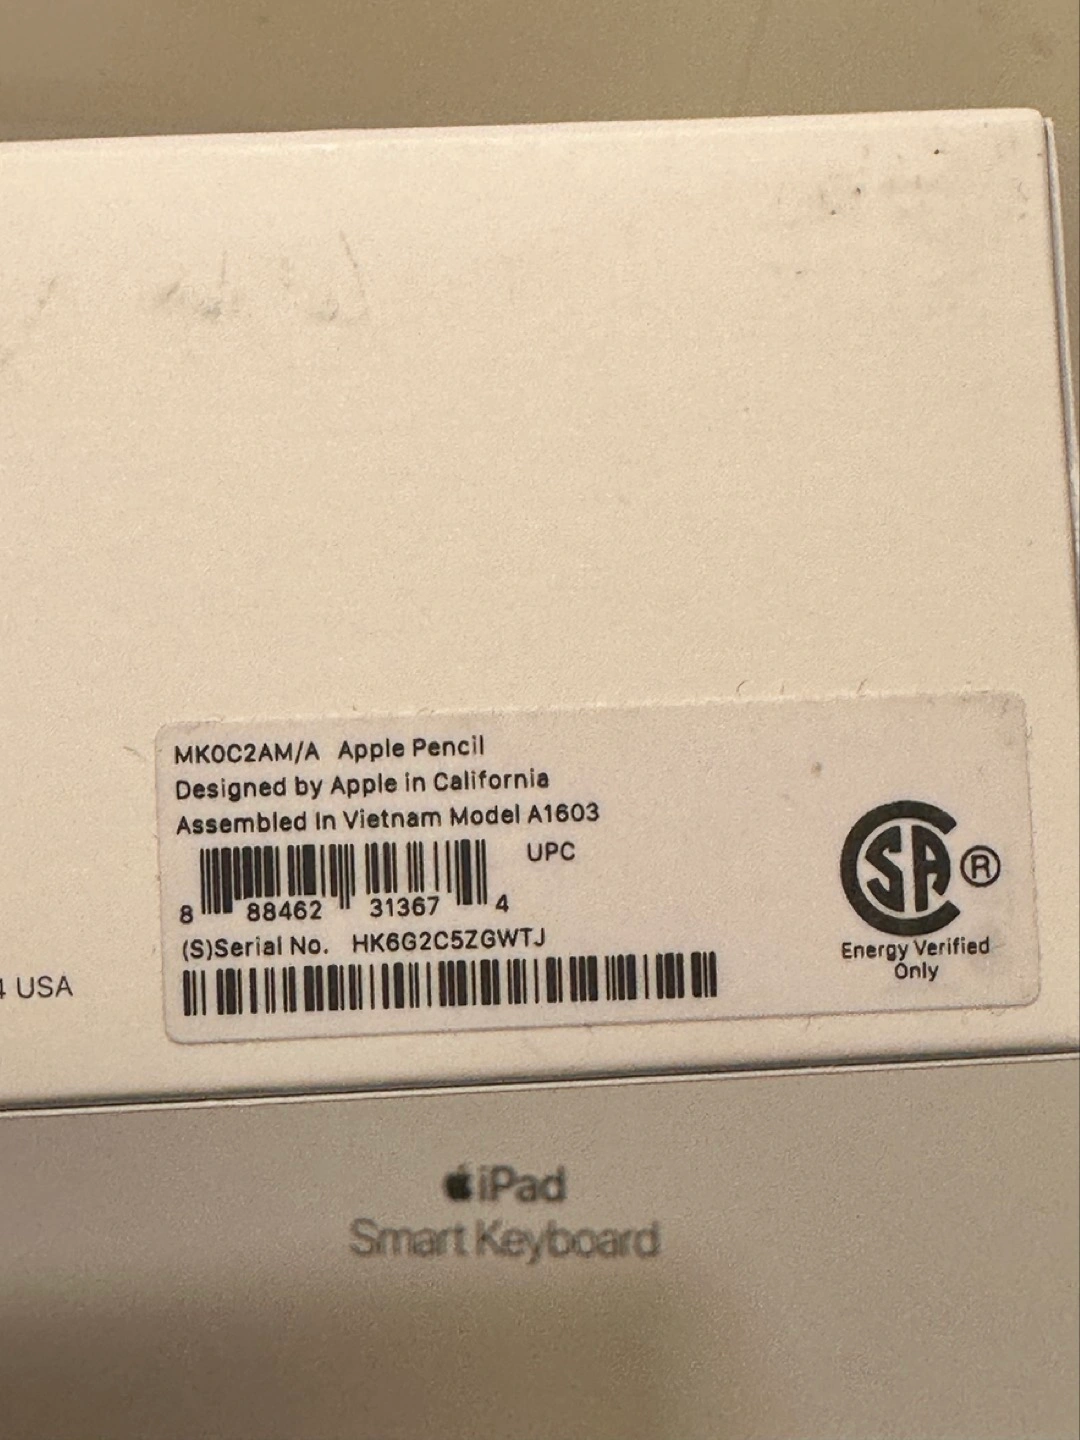 MK0C2AM/A Apple Pencil
Designed by Apple in California
Assembled in Vietnam Model A1603
UPC
8 88462 31367 4
(S)Serial No. HK6G2C5ZGWTJ
SA ®
Energy Verified
Only
USA
iPad
Smart Keyboard